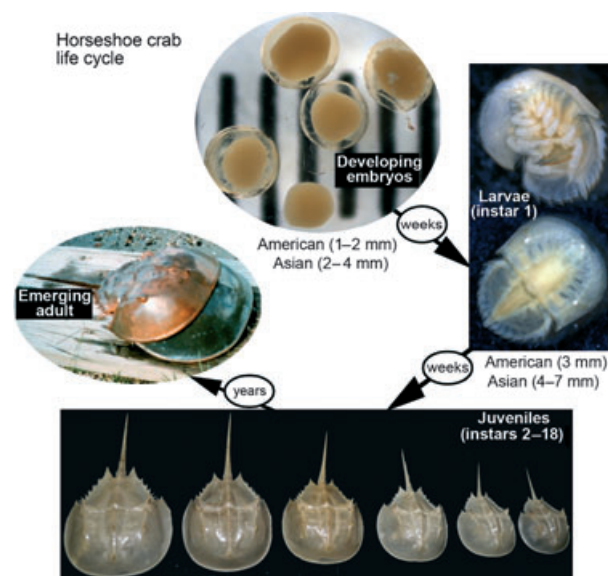 Horseshoe crab
life cycle
Developing
embryos
American (1–2 mm)
Asian (2–4 mm)
weeks
Larvae
(instar 1)
American (3 mm)
Asian (4–7 mm)
weeks
Juveniles
(instars 2–18)
years
Emerging
adult